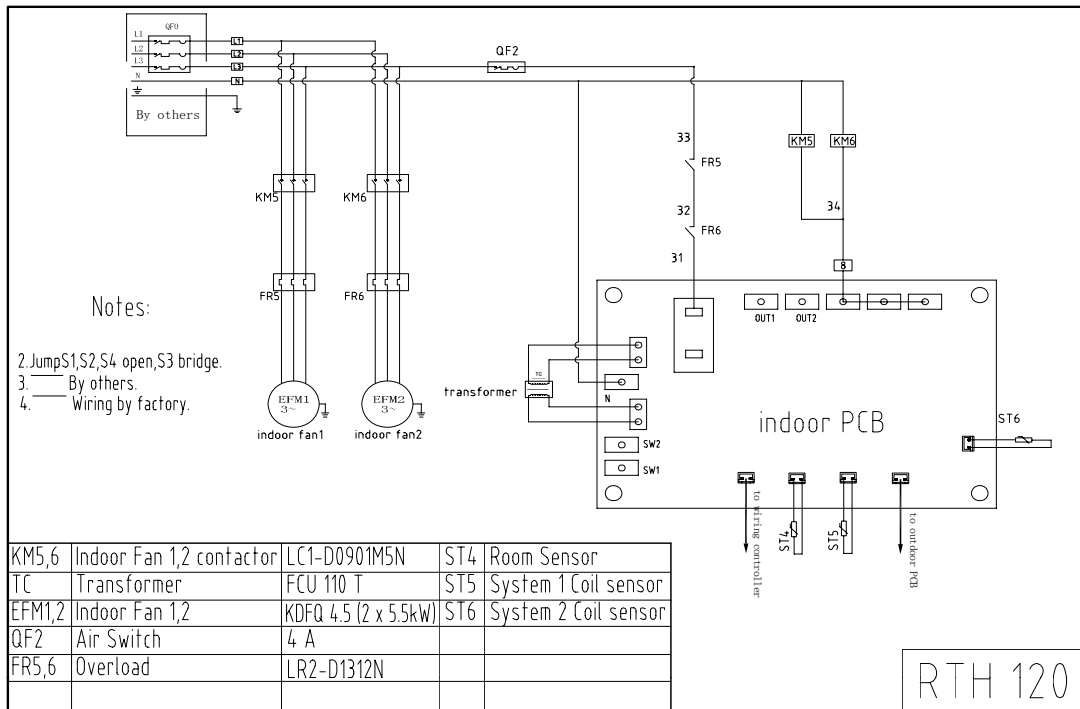 QF0
L1
L2
L3
N
L1
L2
L3
N
By others
QF2
33
FR5
32
FR6
31
KM5
KM6
34
8
KM5
KM6
FR5
FR6
EFM1
3~
indoor fan1
EFM2
3~
indoor fan2
Notes:
2.JumpS1,S2,S4 open,S3 bridge.
3. By others.
4. Wiring by factory.
TC
transformer
N
SW2
SW1
OUT1
OUT2
indoor PCB
ST6
to wiring controller
ST4
ST5
to outdoor PCB
KM5,6 Indoor Fan 1,2 contactor LC1-D0901M5N ST4 Room Sensor
TC Transformer FCU 110 T ST5 System 1 Coil sensor
EFM1,2 Indoor Fan 1,2 KDFQ 4.5 (2 x 5.5kW) ST6 System 2 Coil sensor
QF2 Air Switch 4 A
FR5,6 Overload LR2-D1312N
RTH 120